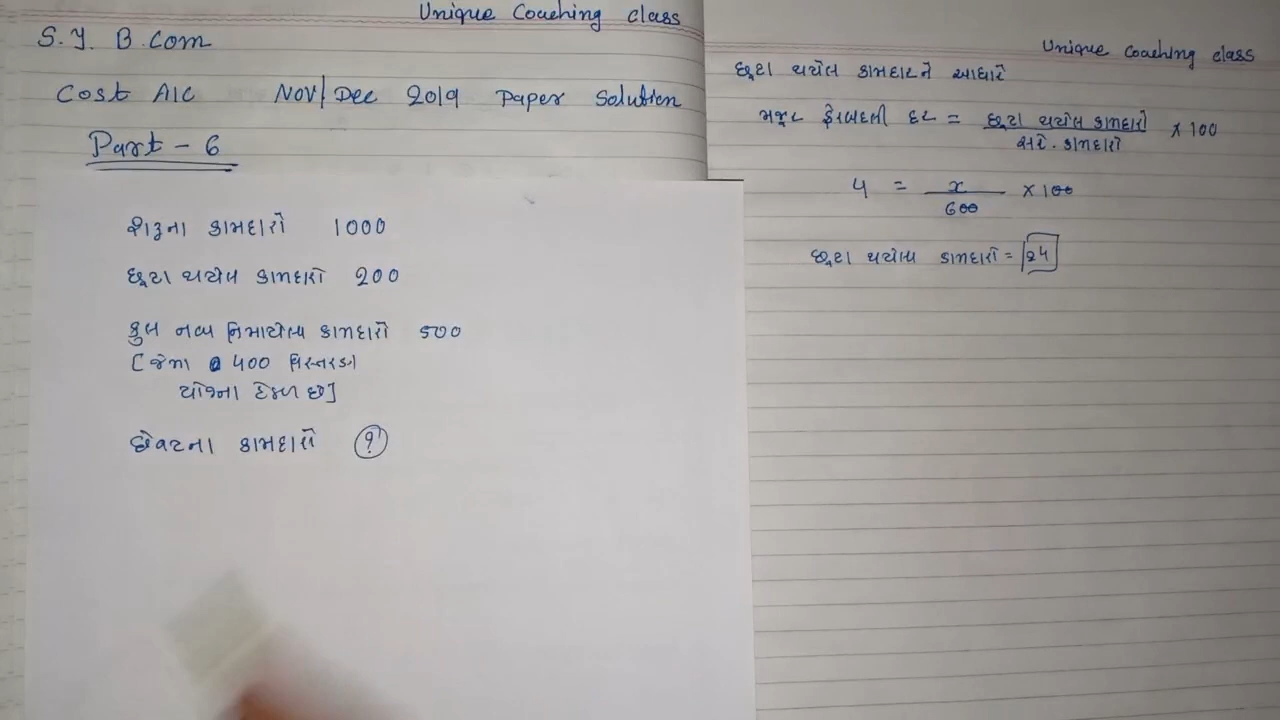 Unique Coaching class
S. Y. B.Com
Cost A/C Nov/Dec 2019 Paper Solution
Part - 6
શરૂના કામદારો 1000
છૂટા થયેલ કામદારો 200
કુલ નવા નિમાયેલા કામદારો 500
[જેમા 400 વિસ્તરણ
યોજના હેઠળ છે]
છેવટના કામદારો ?
Unique Coaching class
છૂટા થયેલ કામદારને આધારે
મજૂર ફેરબદલી દર = છૂટા થયેલ કામદારો × 100
સરે. કામદારો
4 = x × 100
600
છૂટા થયેલા કામદારો = 24